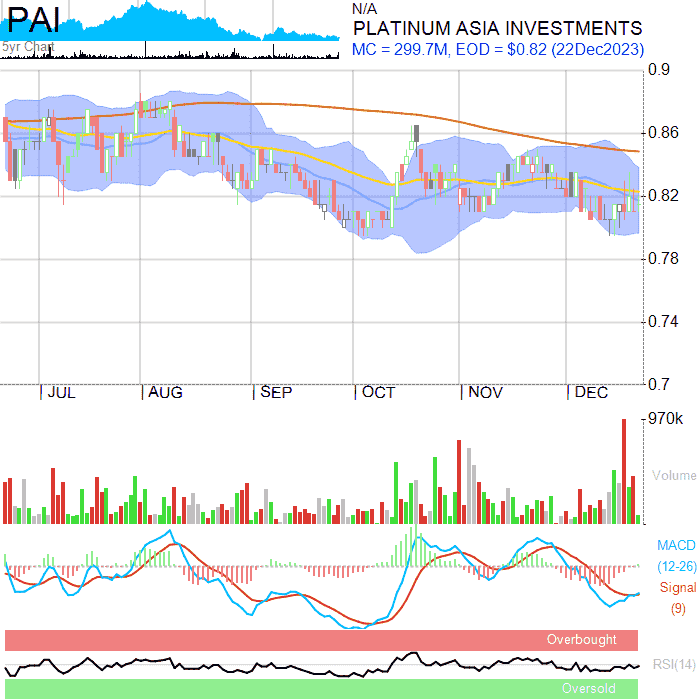 PAI
5yr Chart
N/A
PLATINUM ASIA INVESTMENTS
MC = 299.7M, EOD = $0.82 (22Dec2023)
0.9
0.86
0.82
0.78
0.74
0.7
| JUL | AUG | SEP | OCT | NOV | DEC
970k
Volume
MACD
(12-26)
Signal
(9)
Overbought
RSI(14)
Oversold